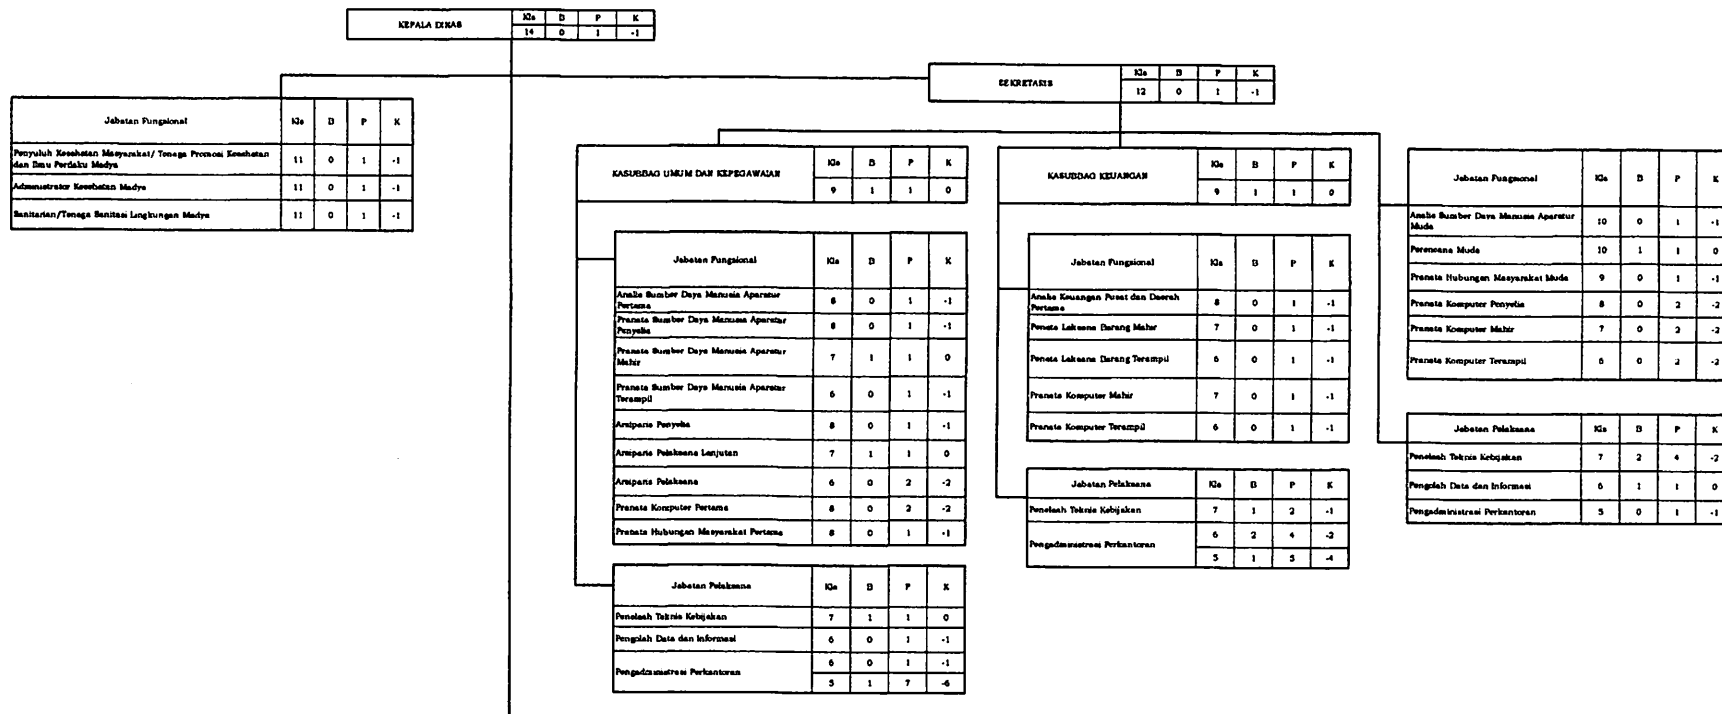 KEPALA DINAS Kls B P K
14 0 1 -1
SEKRETARIS Kls B P K
12 0 1 -1
Jabatan Fungsional Kls B P K
Penyuluh Kesehatan Masyarakat/ Tenaga Promosi Kesehatan
dan Ilmu Perilaku Madya 11 0 1 -1
Administrator Kesehatan Madya 11 0 1 -1
Sanitarian/Tenaga Sanitasi Lingkungan Madya 11 0 1 -1
KASUBBAG UMUM DAN KEPEGAWAIAN Kls B P K
9 1 1 0
Jabatan Fungsional Kls B P K
Analis Sumber Daya Manusia Aparatur
Pertama 8 0 1 -1
Pranata Sumber Daya Manusia Aparatur
Penyelia 8 0 1 -1
Pranata Sumber Daya Manusia Aparatur
Mahir 7 1 1 0
Pranata Sumber Daya Manusia Aparatur
Terampil 6 0 1 -1
Arsiparis Penyelia 8 0 1 -1
Arsiparis Pelaksana Lanjutan 7 1 1 0
Arsiparis Pelaksana 6 0 2 -2
Pranata Komputer Pertama 8 0 2 -2
Pranata Hubungan Masyarakat Pertama 8 0 1 -1
Jabatan Pelaksana Kls B P K
Penelaah Teknis Kebijakan 7 1 1 0
Pengolah Data dan Informasi 6 0 1 -1
Pengadministrasi Perkantoran 6 0 1 -1
5 1 7 -6
KASUBBAG KEUANGAN Kls B P K
9 1 1 0
Jabatan Fungsional Kls B P K
Analis Keuangan Pusat dan Daerah
Pertama 8 0 1 -1
Penata Laksana Barang Mahir 7 0 1 -1
Penata Laksana Barang Terampil 6 0 1 -1
Pranata Komputer Mahir 7 0 1 -1
Pranata Komputer Terampil 6 0 1 -1
Jabatan Pelaksana Kls B P K
Penelaah Teknis Kebijakan 7 1 2 -1
Pengadministrasi Perkantoran 6 2 4 -2
5 1 5 -4
Jabatan Fungsional Kls B P K
Analis Sumber Daya Manusia Aparatur
Muda 10 0 1 -1
Perencana Muda 10 1 1 0
Pranata Hubungan Masyarakat Muda 9 0 1 -1
Pranata Komputer Penyelia 8 0 2 -2
Pranata Komputer Mahir 7 0 2 -2
Pranata Komputer Terampil 6 0 2 -2
Jabatan Pelaksana Kls B P K
Penelaah Teknis Kebijakan 7 2 4 -2
Pengolah Data dan Informasi 6 1 1 0
Pengadministrasi Perkantoran 5 0 1 -1